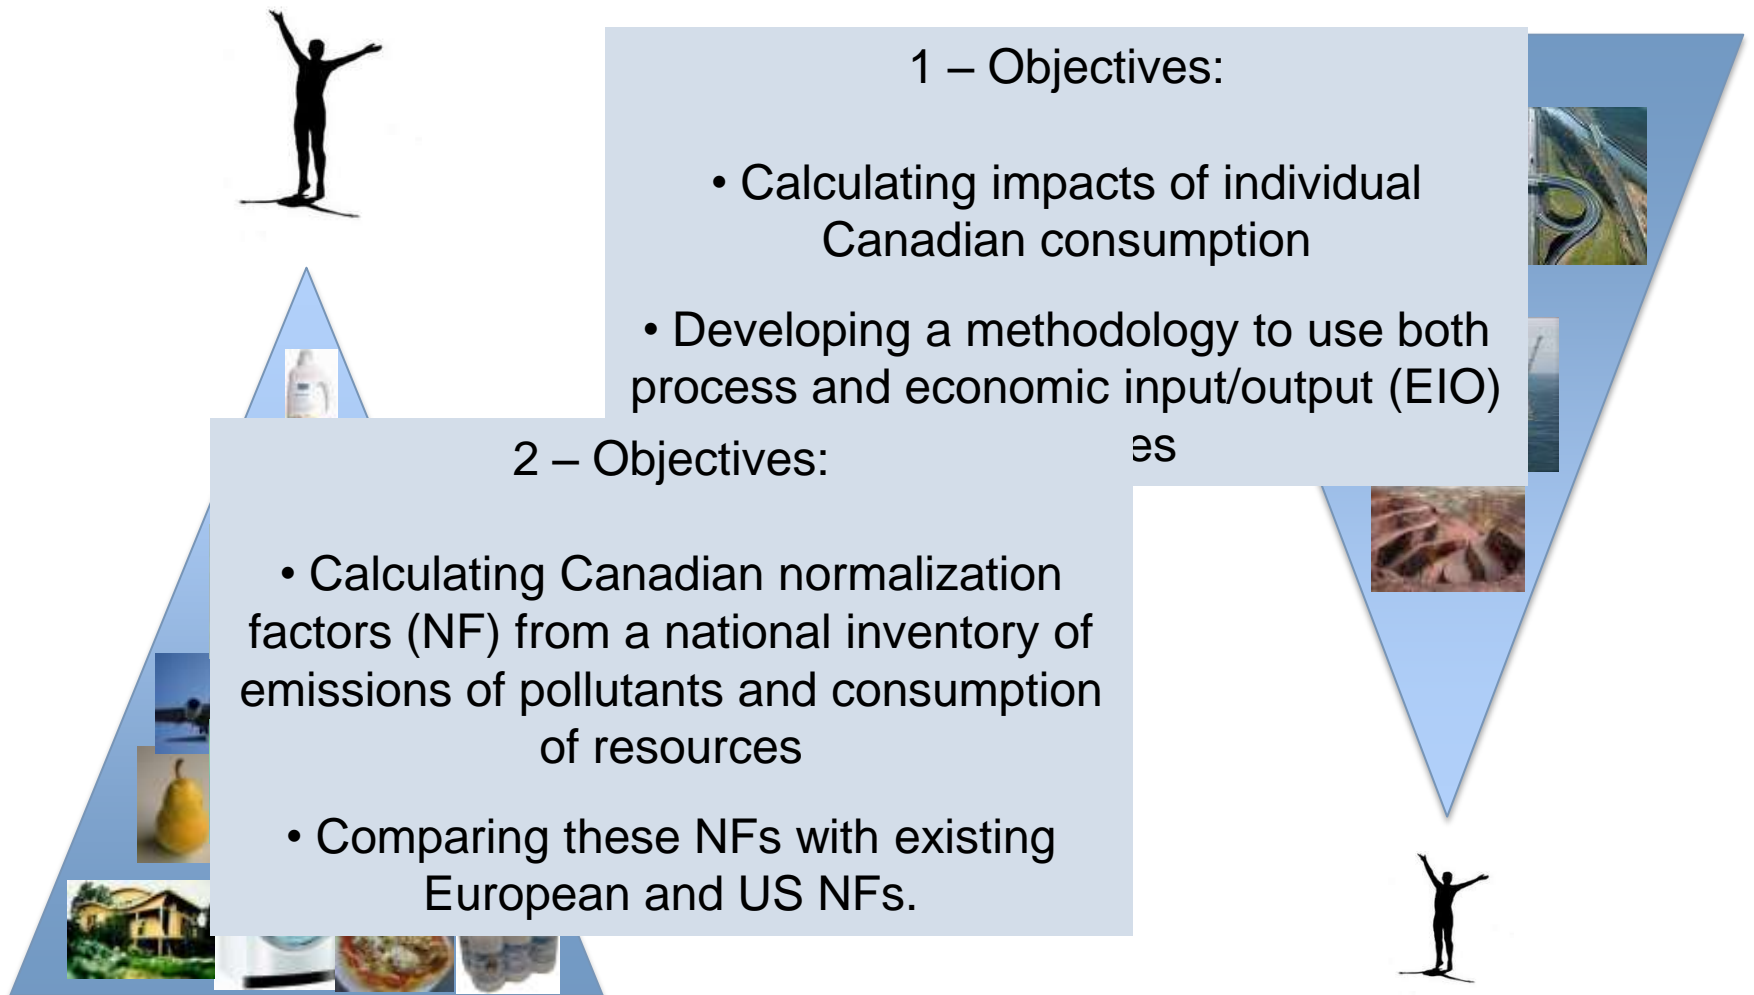 1 – Objectives:
• Calculating impacts of individual
Canadian consumption
• Developing a methodology to use both
process and economic input/output (EIO)
2 – Objectives:
• Calculating Canadian normalization
factors (NF) from a national inventory of
emissions of pollutants and consumption
of resources
• Comparing these NFs with existing
European and US NFs.